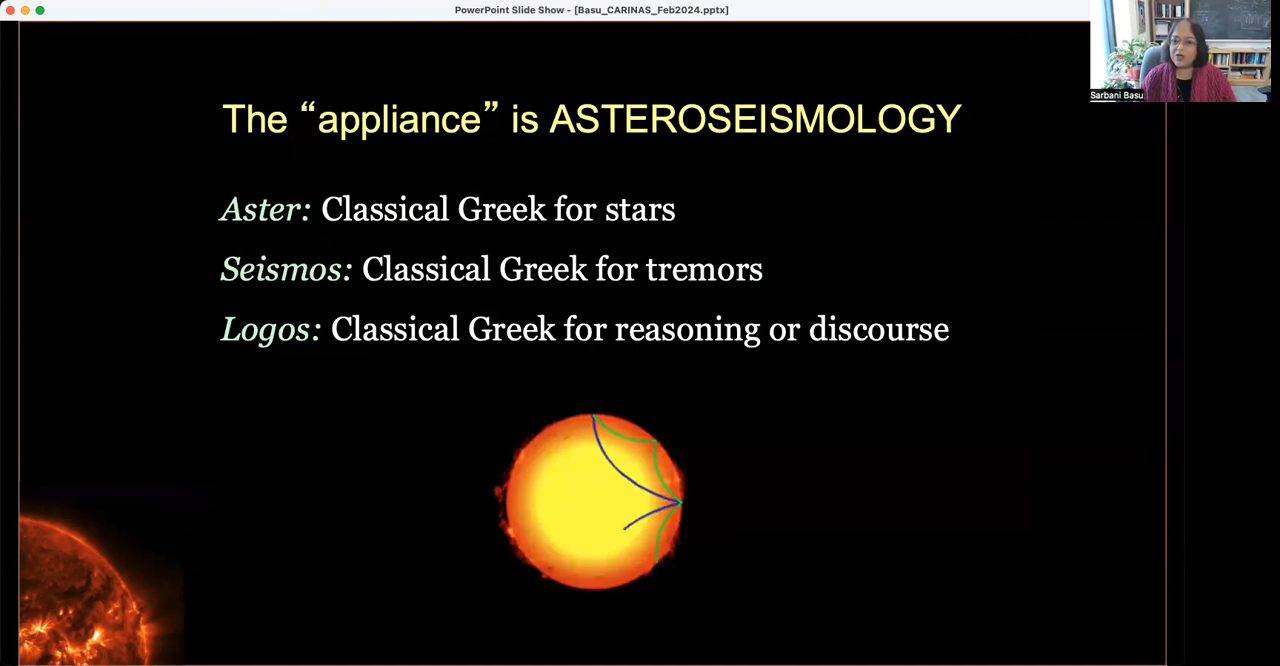 PowerPoint Slide Show - [Basu_CARINAS_Feb2024.pptx]
Sarbani Basu
The “appliance” is ASTEROSEISMOLOGY
Aster: Classical Greek for stars
Seismos: Classical Greek for tremors
Logos: Classical Greek for reasoning or discourse